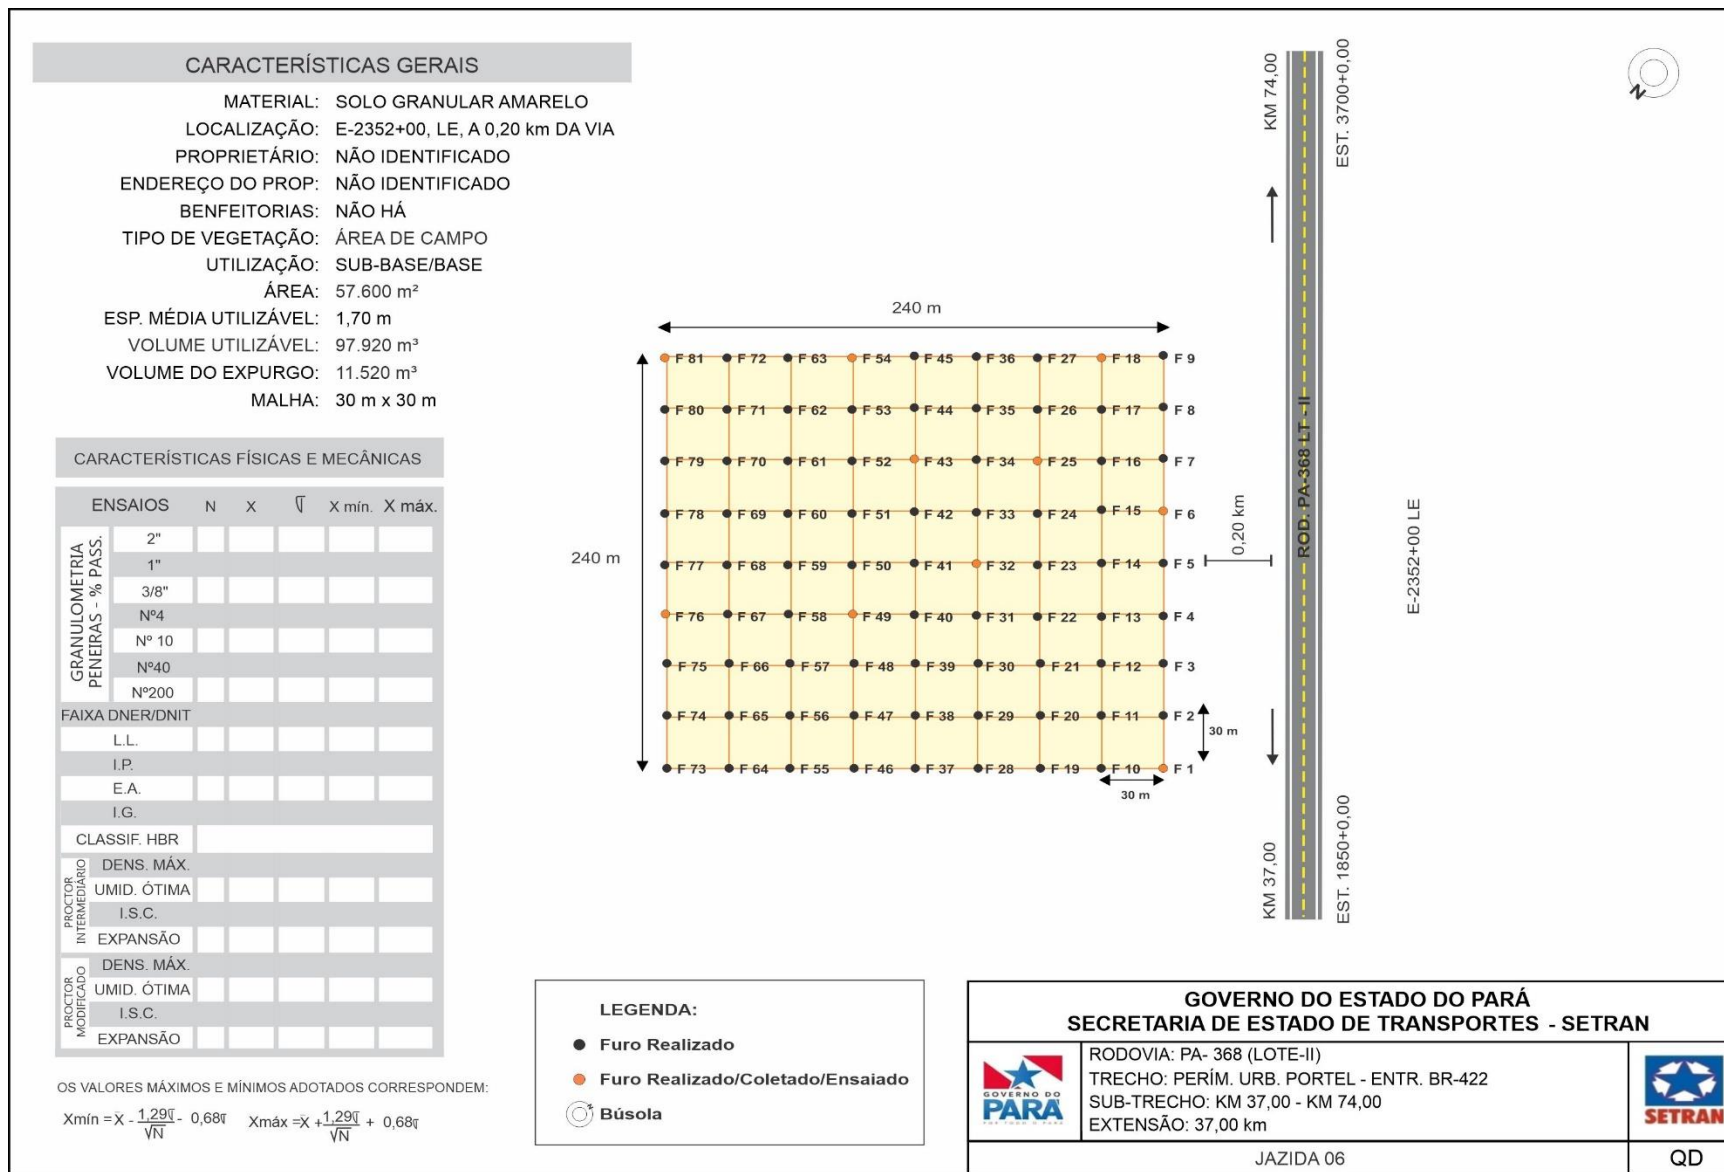 CARACTERÍSTICAS GERAIS
MATERIAL: SOLO GRANULAR AMARELO
LOCALIZAÇÃO: E-2352+00, LE, A 0,20 km DA VIA
PROPRIETÁRIO: NÃO IDENTIFICADO
ENDEREÇO DO PROP: NÃO IDENTIFICADO
BENFEITORIAS: NÃO HÁ
TIPO DE VEGETAÇÃO: ÁREA DE CAMPO
UTILIZAÇÃO: SUB-BASE/BASE
ÁREA: 57.600 m²
ESP. MÉDIA UTILIZÁVEL: 1,70 m
VOLUME UTILIZÁVEL: 97.920 m³
VOLUME DO EXPURGO: 11.520 m³
MALHA: 30 m x 30 m
CARACTERÍSTICAS FÍSICAS E MECÂNICAS
ENSAIOS N X σ X mín. X máx.
GRANULOMETRIA
PENEIRAS - % PASS.
2"
1"
3/8"
Nº4
Nº 10
Nº40
Nº200
FAIXA DNER/DNIT
L.L.
I.P.
E.A.
I.G.
CLASSIF. HBR
PROCTOR
INTERMEDIÁRIO
DENS. MÁX.
UMID. ÓTIMA
I.S.C.
EXPANSÃO
PROCTOR
MODIFICADO
DENS. MÁX.
UMID. ÓTIMA
I.S.C.
EXPANSÃO
OS VALORES MÁXIMOS E MÍNIMOS ADOTADOS CORRESPONDEM:
Xmín = X̄ - 1,29σ/√N - 0,68σ Xmáx = X̄ + 1,29σ/√N + 0,68σ
240 m
240 m
F 81 F 72 F 63 F 54 F 45 F 36 F 27 F 18 F 9
F 80 F 71 F 62 F 53 F 44 F 35 F 26 F 17 F 8
F 79 F 70 F 61 F 52 F 43 F 34 F 25 F 16 F 7
F 78 F 69 F 60 F 51 F 42 F 33 F 24 F 15 F 6
F 77 F 68 F 59 F 50 F 41 F 32 F 23 F 14 F 5
F 76 F 67 F 58 F 49 F 40 F 31 F 22 F 13 F 4
F 75 F 66 F 57 F 48 F 39 F 30 F 21 F 12 F 3
F 74 F 65 F 56 F 47 F 38 F 29 F 20 F 11 F 2
F 73 F 64 F 55 F 46 F 37 F 28 F 19 F 10 F 1
30 m
30 m
0,20 km
KM 74,00
EST. 3700+0,00
ROD. PA-368 LT - II
E-2352+00 LE
KM 37,00
EST. 1850+0,00
N
LEGENDA:
Furo Realizado
Furo Realizado/Coletado/Ensaiado
N
Búsola
GOVERNO DO ESTADO DO PARÁ
SECRETARIA DE ESTADO DE TRANSPORTES - SETRAN
GOVERNO DO
PARÁ
POR TODO O PARÁ
RODOVIA: PA- 368 (LOTE-II)
TRECHO: PERÍM. URB. PORTEL - ENTR. BR-422
SUB-TRECHO: KM 37,00 - KM 74,00
EXTENSÃO: 37,00 km
SETRAN
JAZIDA 06
QD